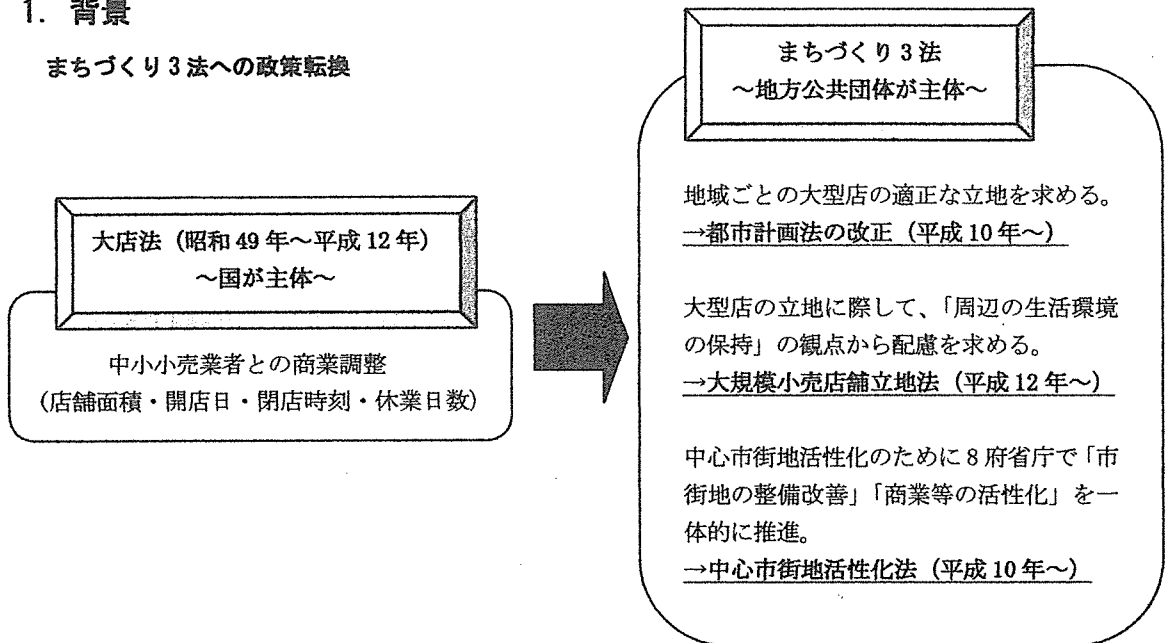 1. 背景
まちづくり3法への政策転換
大店法（昭和49年～平成12年）
～国が主体～
中小小売業者との商業調整
（店舗面積・開店日・閉店時刻・休業日数）
まちづくり3法
～地方公共団体が主体～
地域ごとの大型店の適正な立地を求める。
→都市計画法の改正（平成10年～）
大型店の立地に際して、「周辺の生活環境
の保持」の観点から配慮を求める。
→大規模小売店舗立地法（平成12年～）
中心市街地活性化のために8府省庁で「市
街地の整備改善」「商業等の活性化」を一
体的に推進。
→中心市街地活性化法（平成10年～）